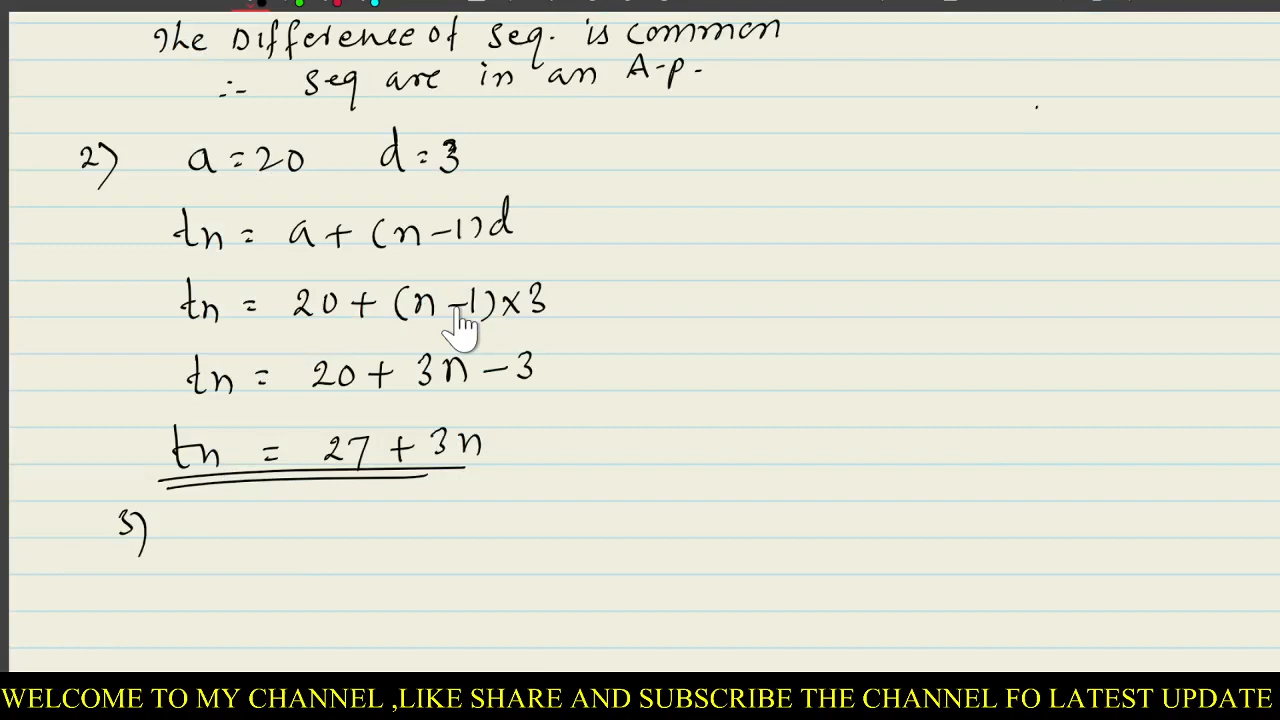 The Difference of seq. is common
∴ seq are in an A.p.
2) a = 20 d = 3
tn = a + (n - 1)d
tn = 20 + (n - 1) × 3
tn = 20 + 3n - 3
tn = 27 + 3n
3)
WELCOME TO MY CHANNEL ,LIKE SHARE AND SUBSCRIBE THE CHANNEL FO LATEST UPDATE